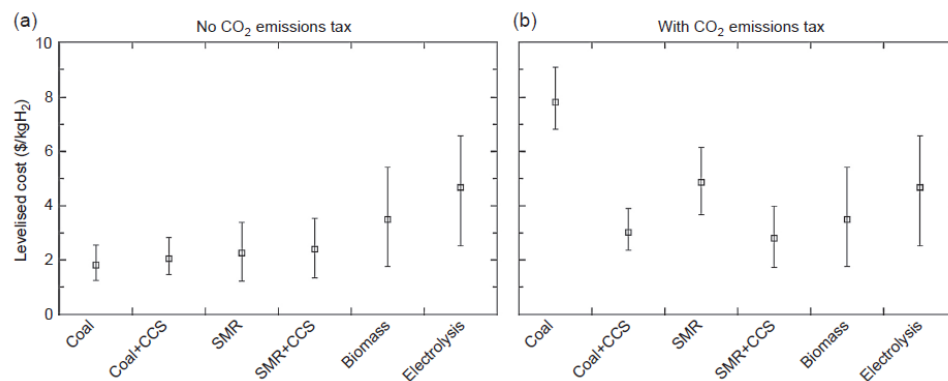 (a)
No CO₂ emissions tax
(b)
With CO₂ emissions tax
Levelised cost ($/kgH₂)
10
8
6
4
2
0
Coal
Coal+CCS
SMR
SMR+CCS
Biomass
Electrolysis
Coal
Coal+CCS
SMR
SMR+CCS
Biomass
Electrolysis